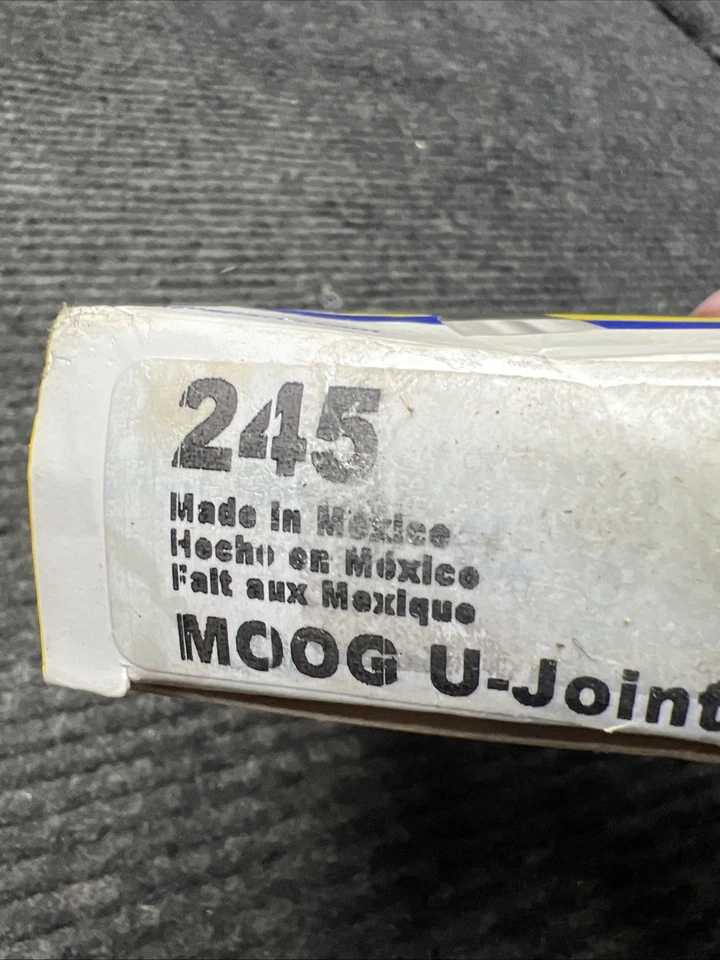 245
Made in Mexico
Hecho en México
Fait aux Mexique
MOOG U-Joint